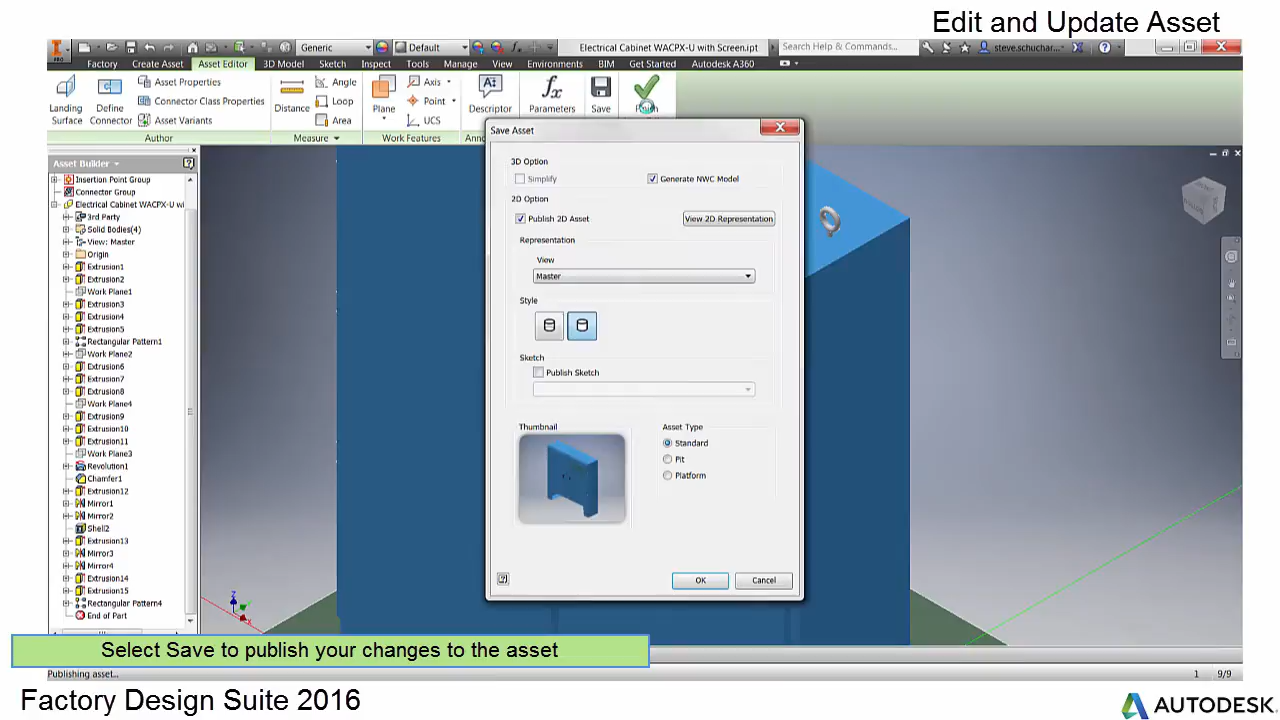 Edit and Update Asset
Generic
Default
Electrical Cabinet WACPX-U with Screen.ipt
Search Help & Commands...
steve.schuchar...
PRO
Factory
Create Asset
Asset Editor
3D Model
Sketch
Inspect
Tools
Manage
View
Environments
BIM
Get Started
Autodesk A360
Landing Surface
Define Connector
Asset Properties
Connector Class Properties
Asset Variants
Author
Distance
Angle
Loop
Area
Measure
Plane
Axis
Point
UCS
Work Features
Descriptor
Parameters
Save
Finish
Asset Builder
Insertion Point Group
Connector Group
Electrical Cabinet WACPX-U wi
3rd Party
Solid Bodies(4)
View: Master
Origin
Extrusion1
Extrusion2
Work Plane1
Extrusion3
Extrusion4
Extrusion5
Rectangular Pattern1
Work Plane2
Extrusion6
Extrusion7
Extrusion8
Work Plane4
Extrusion9
Extrusion10
Extrusion11
Work Plane3
Revolution1
Chamfer1
Extrusion12
Mirror1
Mirror2
Shell2
Extrusion13
Mirror3
Mirror4
Extrusion14
Extrusion15
Rectangular Pattern4
End of Part
Save Asset
3D Option
Simplify
Generate NWC Model
2D Option
Publish 2D Asset
View 2D Representation
Representation
View
Master
Style
Sketch
Publish Sketch
Thumbnail
Asset Type
Standard
Pit
Platform
OK
Cancel
Select Save to publish your changes to the asset
Publishing asset...
1
9/9
Factory Design Suite 2016
AUTODESK.